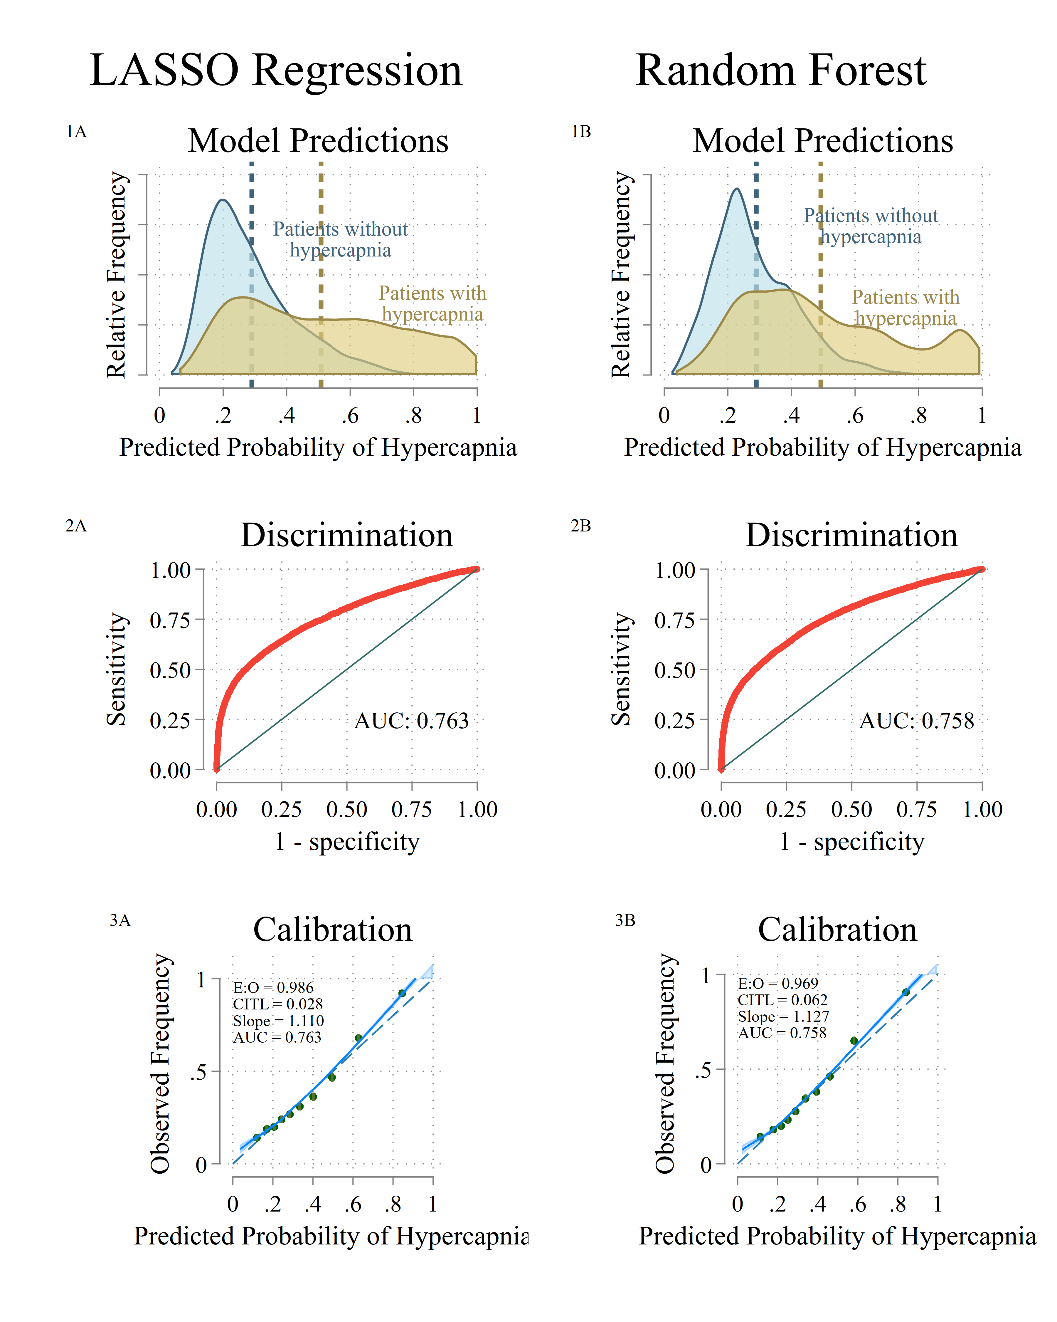 LASSO Regression
Random Forest
1A
Model Predictions
Relative Frequency
Patients without
hypercapnia
Patients with
hypercapnia
0 .2 .4 .6 .8 1
Predicted Probability of Hypercapnia
1B
Model Predictions
Relative Frequency
Patients without
hypercapnia
Patients with
hypercapnia
0 .2 .4 .6 .8 1
Predicted Probability of Hypercapnia
2A
Discrimination
Sensitivity
1.00
0.75
0.50
0.25
0.00
AUC: 0.763
0.00 0.25 0.50 0.75 1.00
1 - specificity
2B
Discrimination
Sensitivity
1.00
0.75
0.50
0.25
0.00
AUC: 0.758
0.00 0.25 0.50 0.75 1.00
1 - specificity
3A
Calibration
Observed Frequency
1
.5
0
E:O = 0.986
CITL = 0.028
Slope = 1.110
AUC = 0.763
0 .2 .4 .6 .8 1
Predicted Probability of Hypercapnia
3B
Calibration
Observed Frequency
1
.5
0
E:O = 0.969
CITL = 0.062
Slope = 1.127
AUC = 0.758
0 .2 .4 .6 .8 1
Predicted Probability of Hypercapnia